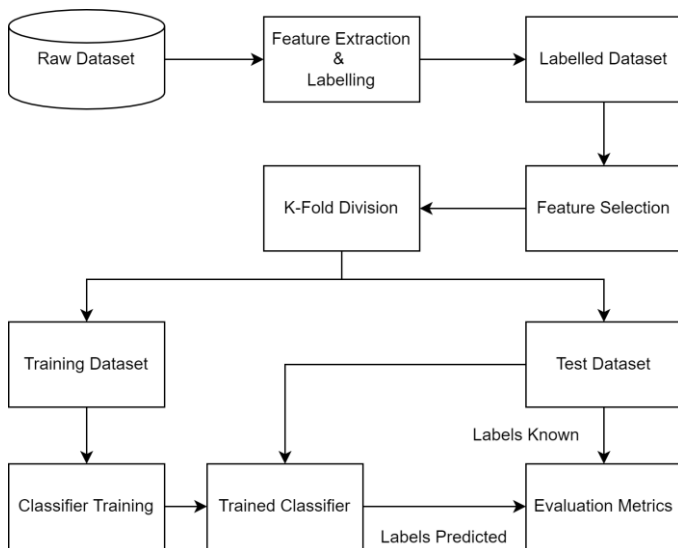 Raw Dataset
Feature Extraction
&
Labelling
Labelled Dataset
K-Fold Division
Feature Selection
Training Dataset
Test Dataset
Labels Known
Classifier Training
Trained Classifier
Labels Predicted
Evaluation Metrics